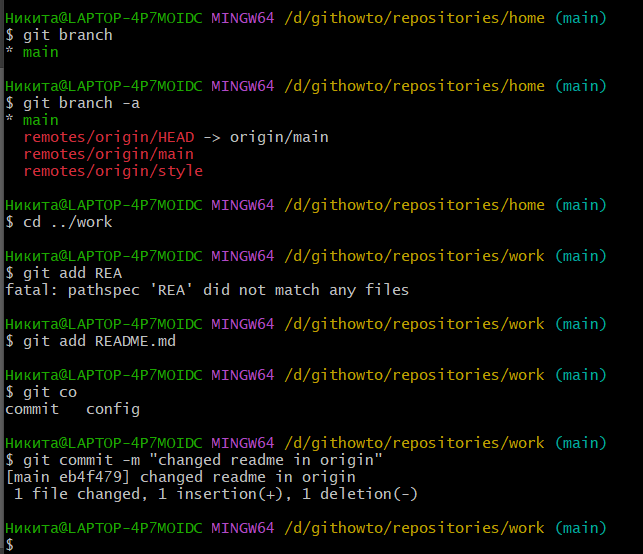 Никита@LAPTOP-4P7MOIDC MINGW64 /d/githowto/repositories/home (main)
$ git branch
* main
Никита@LAPTOP-4P7MOIDC MINGW64 /d/githowto/repositories/home (main)
$ git branch -a
* main
  remotes/origin/HEAD -> origin/main
  remotes/origin/main
  remotes/origin/style
Никита@LAPTOP-4P7MOIDC MINGW64 /d/githowto/repositories/home (main)
$ cd ../work
Никита@LAPTOP-4P7MOIDC MINGW64 /d/githowto/repositories/work (main)
$ git add REA
fatal: pathspec 'REA' did not match any files
Никита@LAPTOP-4P7MOIDC MINGW64 /d/githowto/repositories/work (main)
$ git add README.md
Никита@LAPTOP-4P7MOIDC MINGW64 /d/githowto/repositories/work (main)
$ git co
commit   config
Никита@LAPTOP-4P7MOIDC MINGW64 /d/githowto/repositories/work (main)
$ git commit -m "changed readme in origin"
[main eb4f479] changed readme in origin
 1 file changed, 1 insertion(+), 1 deletion(-)
Никита@LAPTOP-4P7MOIDC MINGW64 /d/githowto/repositories/work (main)
$